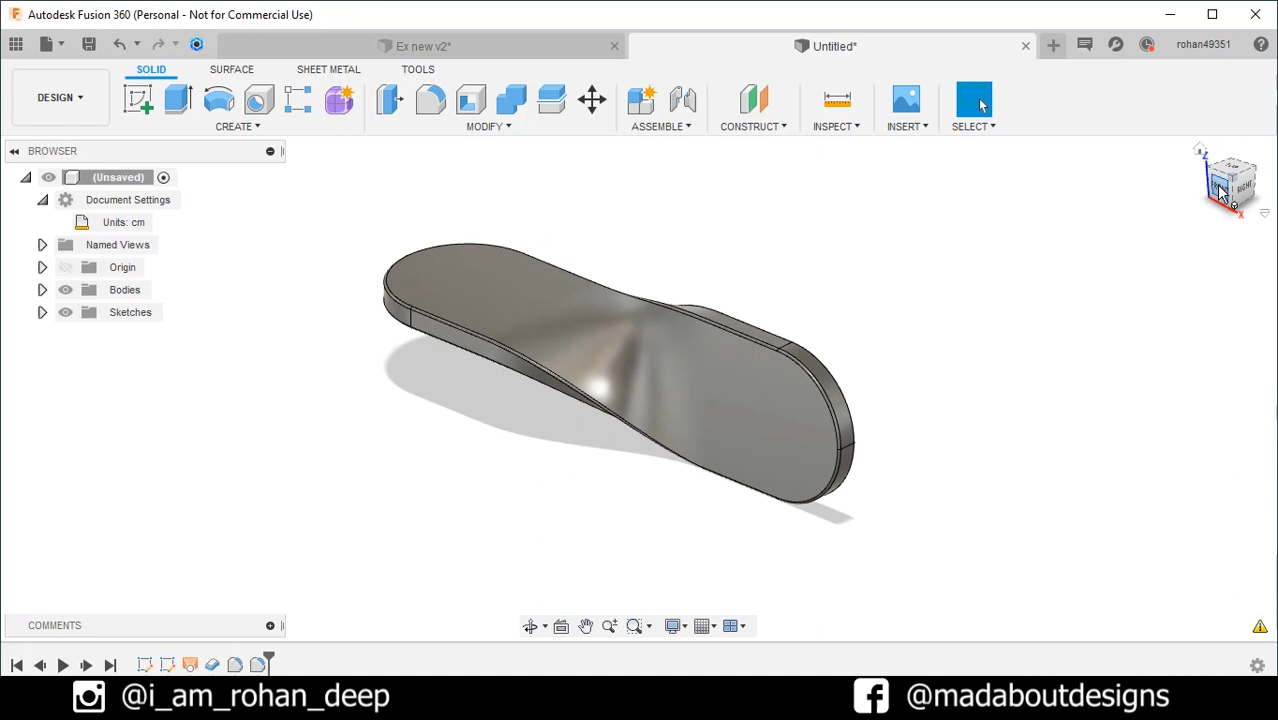 Autodesk Fusion 360 (Personal - Not for Commercial Use)
Ex new v2*
Untitled*
rohan49351
DESIGN
SOLID
SURFACE
SHEET METAL
TOOLS
CREATE
MODIFY
ASSEMBLE
CONSTRUCT
INSPECT
INSERT
SELECT
BROWSER
(Unsaved)
Document Settings
Units: cm
Named Views
Origin
Bodies
Sketches
Z
RIGHT
X
COMMENTS
@i_am_rohan_deep
@madaboutdesigns